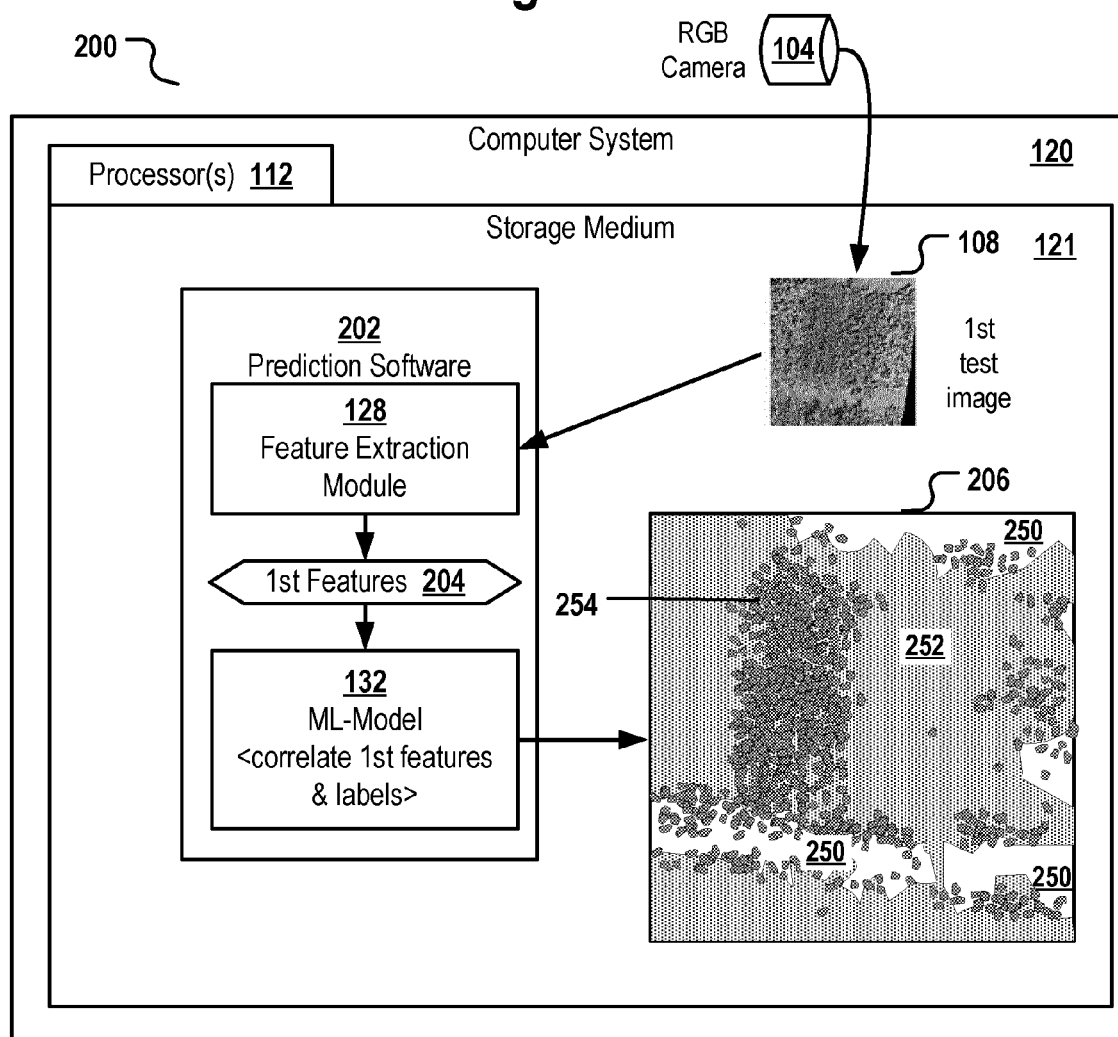 g
200
RGB
Camera
104
Computer System
120
Processor(s) 112
Storage Medium
121
108
1st
test
image
202
Prediction Software
128
Feature Extraction
Module
1st Features 204
132
ML-Model
<correlate 1st features
& labels>
206
250
254
252
250
250